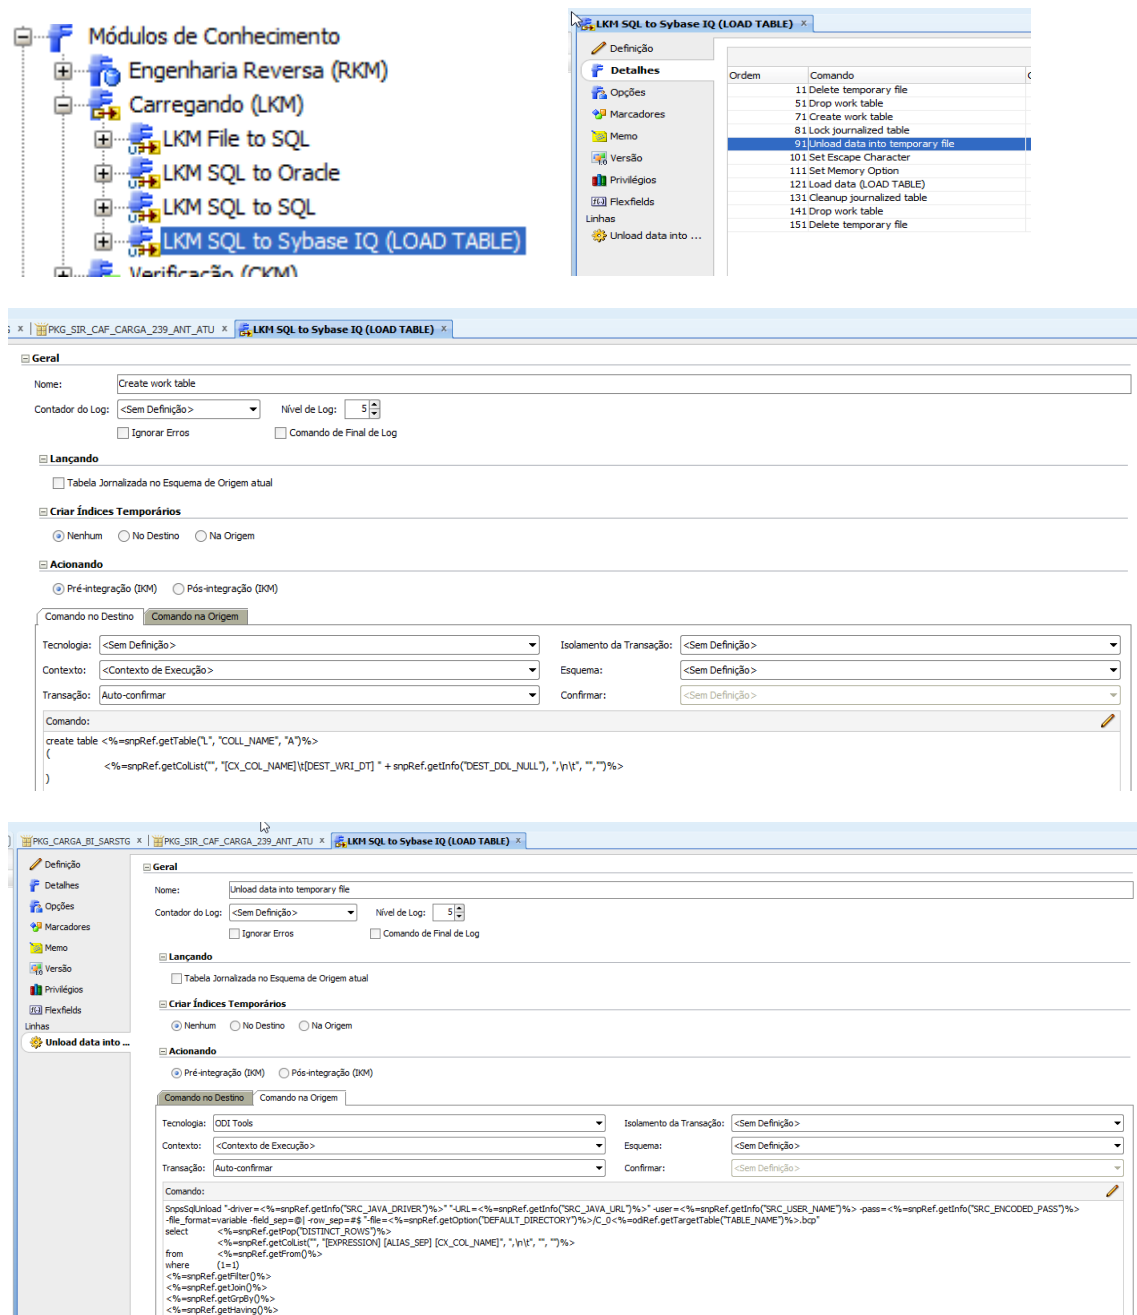 Módulos de Conhecimento
Engenharia Reversa (RKM)
Carregando (LKM)
LKM File to SQL
LKM SQL to Oracle
LKM SQL to SQL
LKM SQL to Sybase IQ (LOAD TABLE)
Verificação (CKM)
LKM SQL to Sybase IQ (LOAD TABLE) x
Definição
Detalhes
Opções
Marcadores
Memo
Versão
Privilégios
Flexfields
Linhas
Unload data into ...
Ordem Comando
11 Delete temporary file
51 Drop work table
71 Create work table
81 Lock journalized table
91 Unload data into temporary file
101 Set Escape Character
111 Set Memory Option
121 Load data (LOAD TABLE)
131 Cleanup journalized table
141 Drop work table
151 Delete temporary file
x PKG_SIR_CAF_CARGA_239_ANT_ATU x LKM SQL to Sybase IQ (LOAD TABLE) x
Geral
Nome: Create work table
Contador do Log: <Sem Definição> Nível de Log: 5
Ignorar Erros Comando de Final de Log
Lançando
Tabela Jornalizada no Esquema de Origem atual
Criar Índices Temporários
Nenhum No Destino Na Origem
Acionando
Pré-integração (IKM) Pós-integração (IKM)
Comando no Destino Comando na Origem
Tecnologia: <Sem Definição> Isolamento da Transação: <Sem Definição>
Contexto: <Contexto de Execução> Esquema: <Sem Definição>
Transação: Auto-confirmar Confirmar: <Sem Definição>
Comando:
create table <%=snpRef.getTable("L", "COLL_NAME", "A")%>
(
<%=snpRef.getColList("", "[CX_COL_NAME]\t[DEST_WRI_DT] " + snpRef.getInfo("DEST_DDL_NULL"), ",\n\t", "","")%>
)
PKG_CARGA_BI_SARSTG x PKG_SIR_CAF_CARGA_239_ANT_ATU x LKM SQL to Sybase IQ (LOAD TABLE) x
Definição
Detalhes
Opções
Marcadores
Memo
Versão
Privilégios
Flexfields
Linhas
Unload data into ...
Geral
Nome: Unload data into temporary file
Contador do Log: <Sem Definição> Nível de Log: 5
Ignorar Erros Comando de Final de Log
Lançando
Tabela Jornalizada no Esquema de Origem atual
Criar Índices Temporários
Nenhum No Destino Na Origem
Acionando
Pré-integração (IKM) Pós-integração (IKM)
Comando no Destino Comando na Origem
Tecnologia: ODI Tools Isolamento da Transação: <Sem Definição>
Contexto: <Contexto de Execução> Esquema: <Sem Definição>
Transação: Auto-confirmar Confirmar: <Sem Definição>
Comando:
SnpsSqlUnload "-driver=<%=snpRef.getInfo("SRC_JAVA_DRIVER")%>" "-URL=<%=snpRef.getInfo("SRC_JAVA_URL")%>" -user=<%=snpRef.getInfo("SRC_USER_NAME")%> -pass=<%=snpRef.getInfo("SRC_ENCODED_PASS")%>
-file_format=variable -field_sep=@| -row_sep=#$ "-file=<%=snpRef.getOption("DEFAULT_DIRECTORY")%>/C_0<%=odiRef.getTargetTable("TABLE_NAME")%>.bcp"
select <%=snpRef.getPop("DISTINCT_ROWS")%>
<%=snpRef.getColList("", "[EXPRESSION] [ALIAS_SEP] [CX_COL_NAME]", ",\n\t", "", "")%>
from <%=snpRef.getFrom()%>
where (1=1)
<%=snpRef.getFilter()%>
<%=snpRef.getJoin()%>
<%=snpRef.getGrpBy()%>
<%=snpRef.getHaving()%>